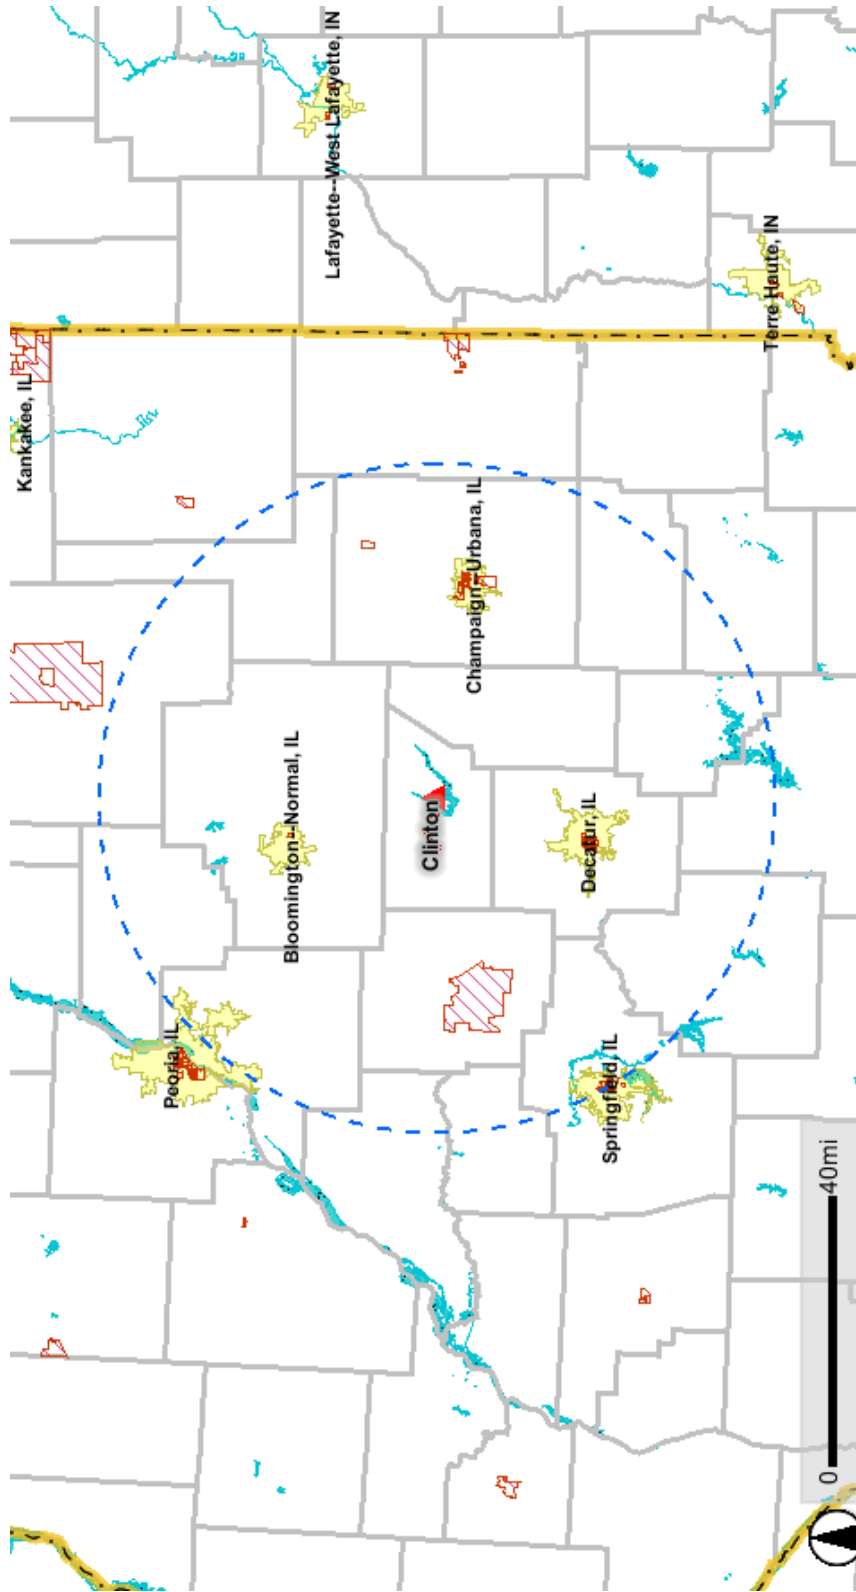 Kankakee, IL
Lafayette--West Lafayette, IN
Peoria, IL
Bloomington--Normal, IL
Clinton
Champaign--Urbana, IL
Decatur, IL
Springfield, IL
Terre Haute, IN
0 40mi